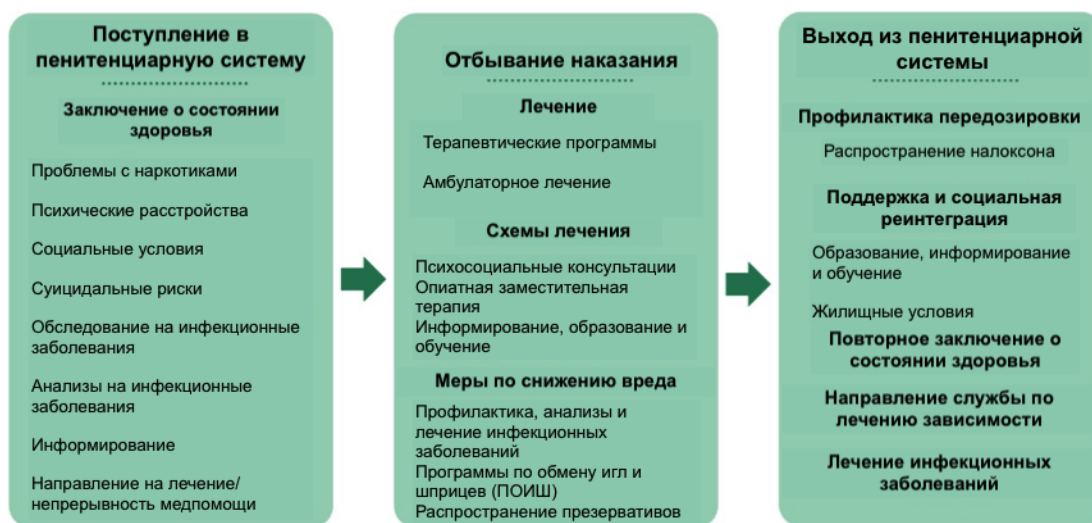 Поступление в
пенитенциарную систему
Заключение о состоянии
здоровья
Проблемы с наркотиками
Психические расстройства
Социальные условия
Суицидальные риски
Обследование на инфекционные
заболевания
Анализы на инфекционные
заболевания
Информирование
Направление на лечение/
непрерывность медпомощи
Отбывание наказания
Лечение
Терапевтические программы
Амбулаторное лечение
Схемы лечения
Психосоциальные консультации
Опиатная заместительная
терапия
Информирование, образование и
обучение
Меры по снижению вреда
Профилактика, анализы и
лечение инфекционных
заболеваний
Программы по обмену игл и
шприцев (ПОИШ)
Распространение презервативов
Выход из пенитенциарной
системы
Профилактика передозировки
Распространение налоксона
Поддержка и социальная
реинтеграция
Образование, информирование
и обучение
Жилищные условия
Повторное заключение о
состоянии здоровья
Направление службы по
лечению зависимости
Лечение инфекционных
заболеваний